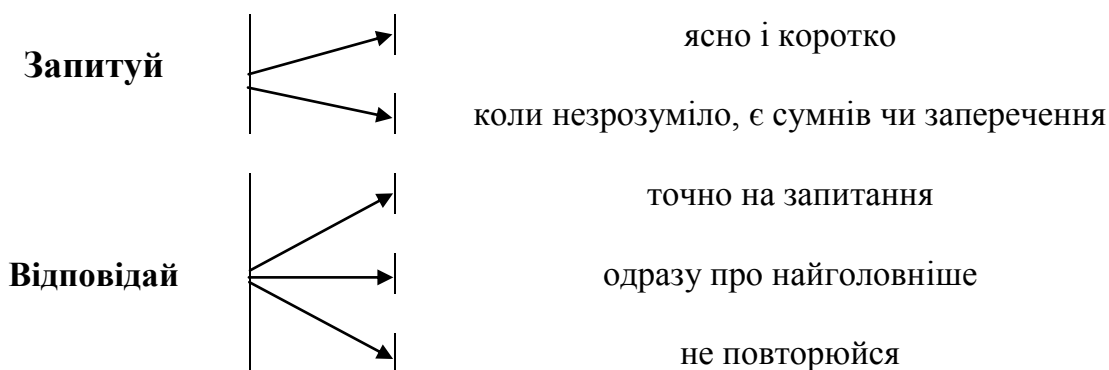 Запитуй
ясно і коротко
коли незрозуміло, є сумнів чи заперечення
Відповідай
точно на запитання
одразу про найголовніше
не повторюйся